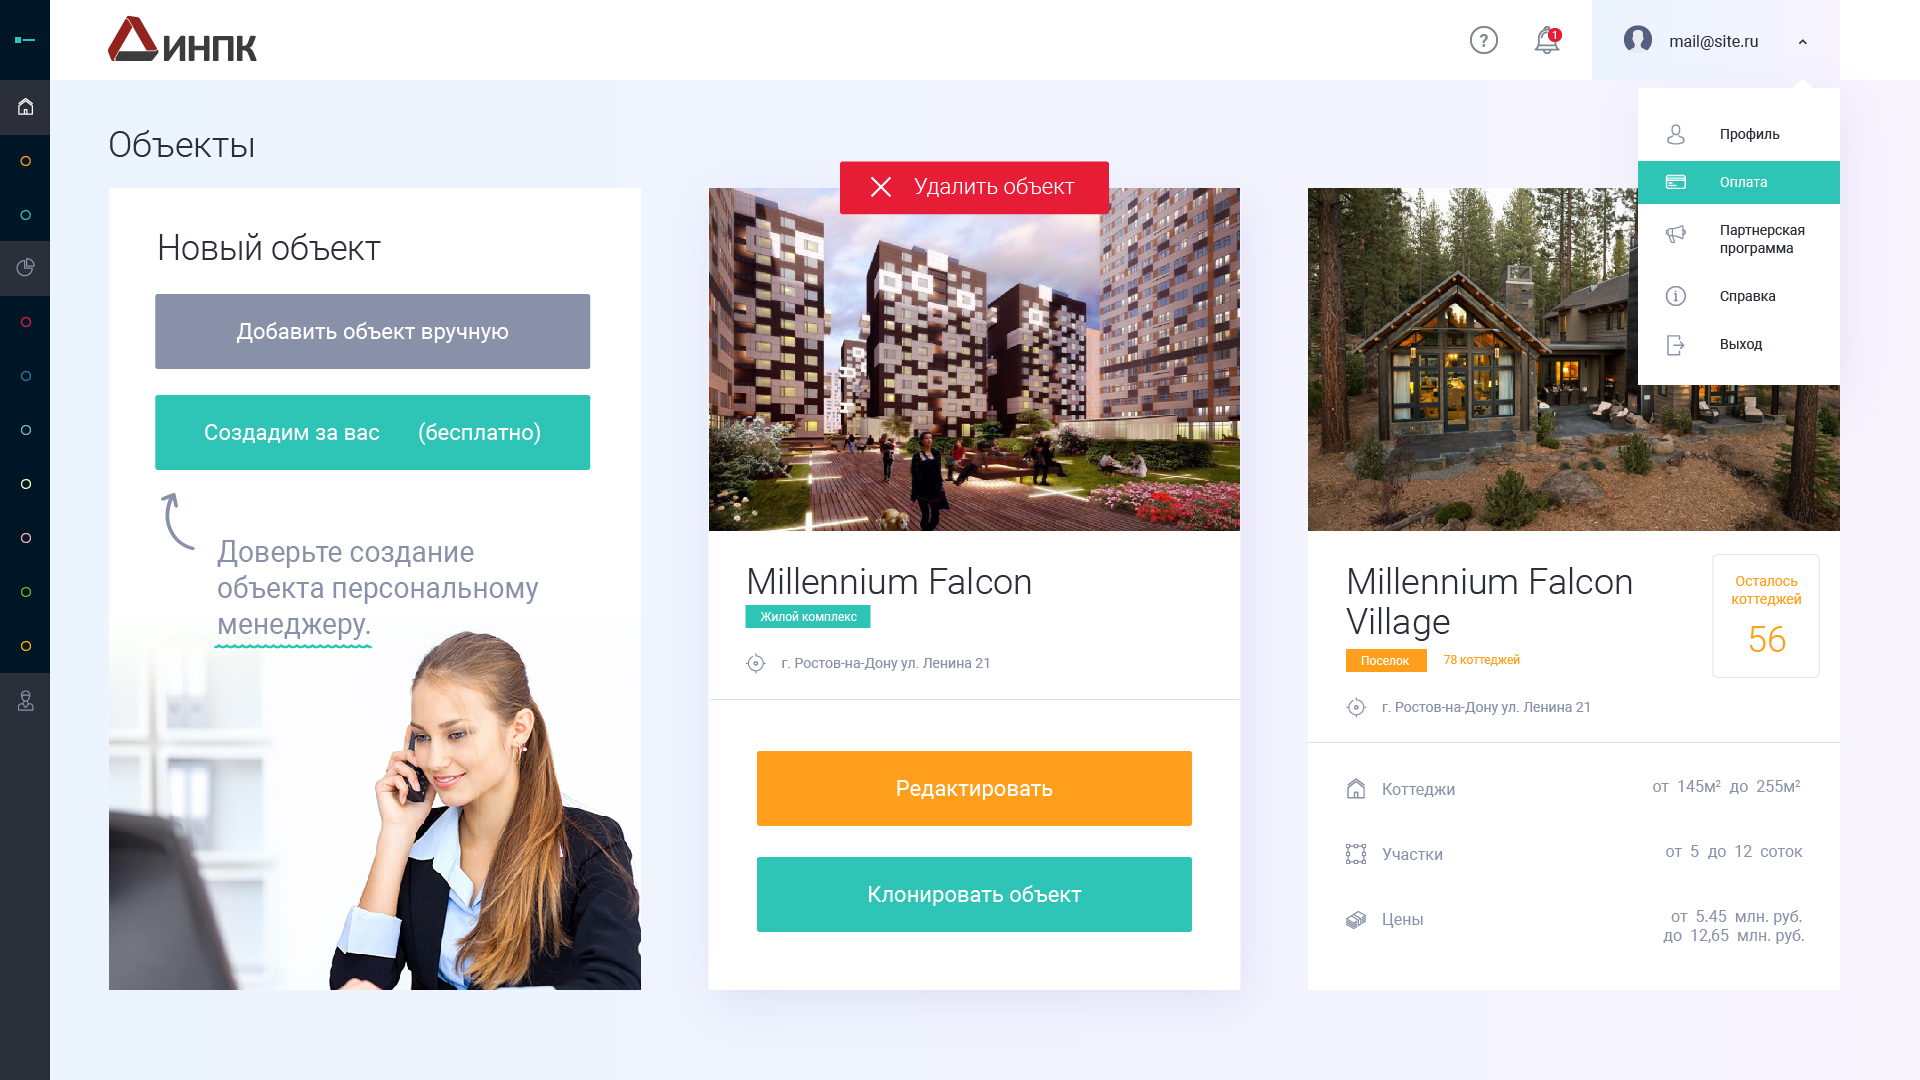 ИНПК
?
1
mail@site.ru
Профиль
Оплата
Партнерская
программа
Справка
Выход
Объекты
Новый объект
Добавить объект вручную
Создадим за вас (бесплатно)
Доверьте создание
объекта персональному
менеджеру.
Удалить объект
Millennium Falcon
Жилой комплекс
г. Ростов-на-Дону ул. Ленина 21
Редактировать
Клонировать объект
Millennium Falcon
Village
Поселок 78 коттеджей
Осталось
коттеджей
56
г. Ростов-на-Дону ул. Ленина 21
Коттеджи от 145м² до 255м²
Участки от 5 до 12 соток
Цены от 5.45 млн. руб.
до 12,65 млн. руб.